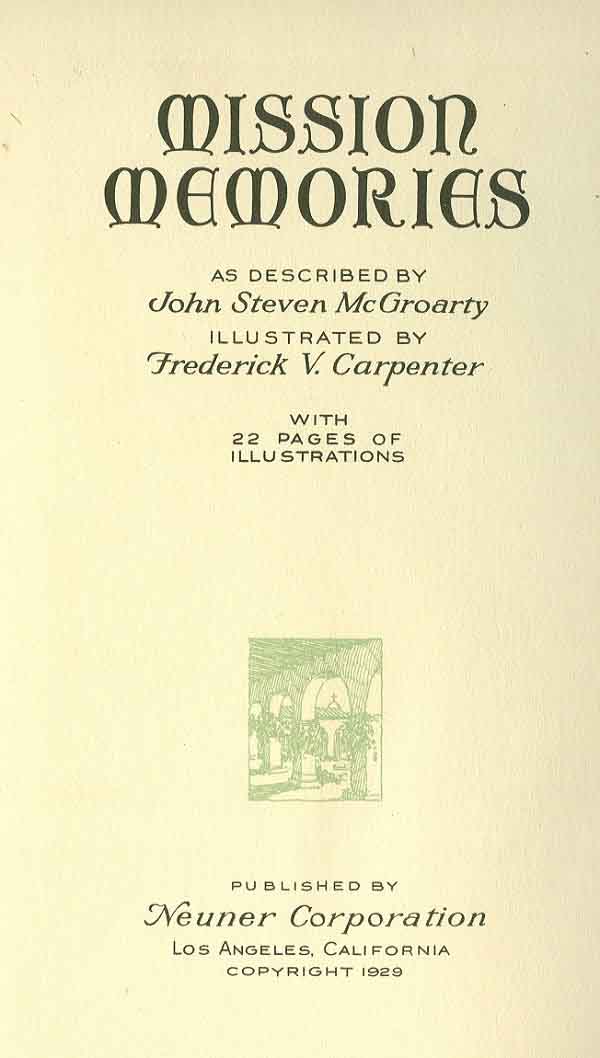 MISSION
MEMORIES
AS DESCRIBED BY
John Steven McGroarty
ILLUSTRATED BY
Frederick V. Carpenter
WITH
22 PAGES OF
ILLUSTRATIONS
PUBLISHED BY
Neuner Corporation
LOS ANGELES, CALIFORNIA
COPYRIGHT 1929